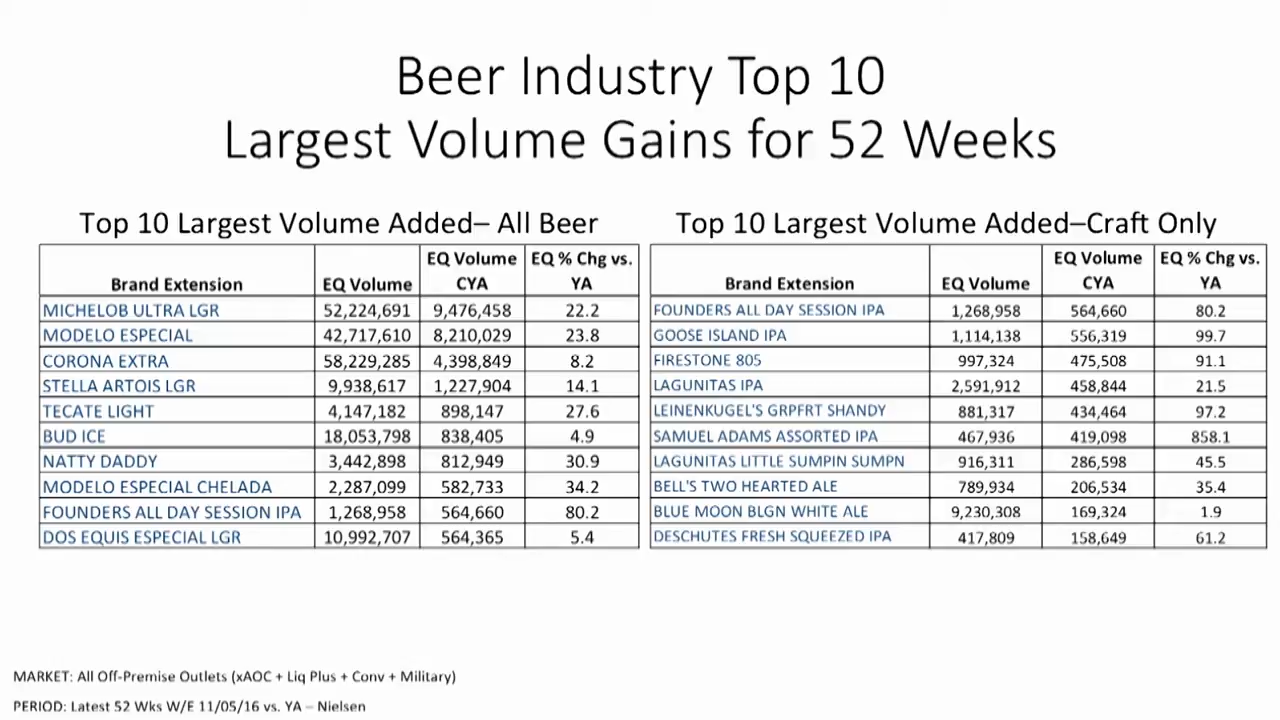 Beer Industry Top 10
Largest Volume Gains for 52 Weeks
Top 10 Largest Volume Added– All Beer
Brand Extension EQ Volume EQ Volume CYA EQ % Chg vs. YA
MICHELOB ULTRA LGR 52,224,691 9,476,458 22.2
MODELO ESPECIAL 42,717,610 8,210,029 23.8
CORONA EXTRA 58,229,285 4,398,849 8.2
STELLA ARTOIS LGR 9,938,617 1,227,904 14.1
TECATE LIGHT 4,147,182 898,147 27.6
BUD ICE 18,053,798 838,405 4.9
NATTY DADDY 3,442,898 812,949 30.9
MODELO ESPECIAL CHELADA 2,287,099 582,733 34.2
FOUNDERS ALL DAY SESSION IPA 1,268,958 564,660 80.2
DOS EQUIS ESPECIAL LGR 10,992,707 564,365 5.4
Top 10 Largest Volume Added–Craft Only
Brand Extension EQ Volume EQ Volume CYA EQ % Chg vs. YA
FOUNDERS ALL DAY SESSION IPA 1,268,958 564,660 80.2
GOOSE ISLAND IPA 1,114,138 556,319 99.7
FIRESTONE 805 997,324 475,508 91.1
LAGUNITAS IPA 2,591,912 458,844 21.5
LEINENKUGEL'S GRPFRT SHANDY 881,317 434,464 97.2
SAMUEL ADAMS ASSORTED IPA 467,936 419,098 858.1
LAGUNITAS LITTLE SUMPIN SUMPN 916,311 286,598 45.5
BELL'S TWO HEARTED ALE 789,934 206,534 35.4
BLUE MOON BLGN WHITE ALE 9,230,308 169,324 1.9
DESCHUTES FRESH SQUEEZED IPA 417,809 158,649 61.2
MARKET: All Off-Premise Outlets (xAOC + Liq Plus + Conv + Military)
PERIOD: Latest 52 Wks W/E 11/05/16 vs. YA – Nielsen